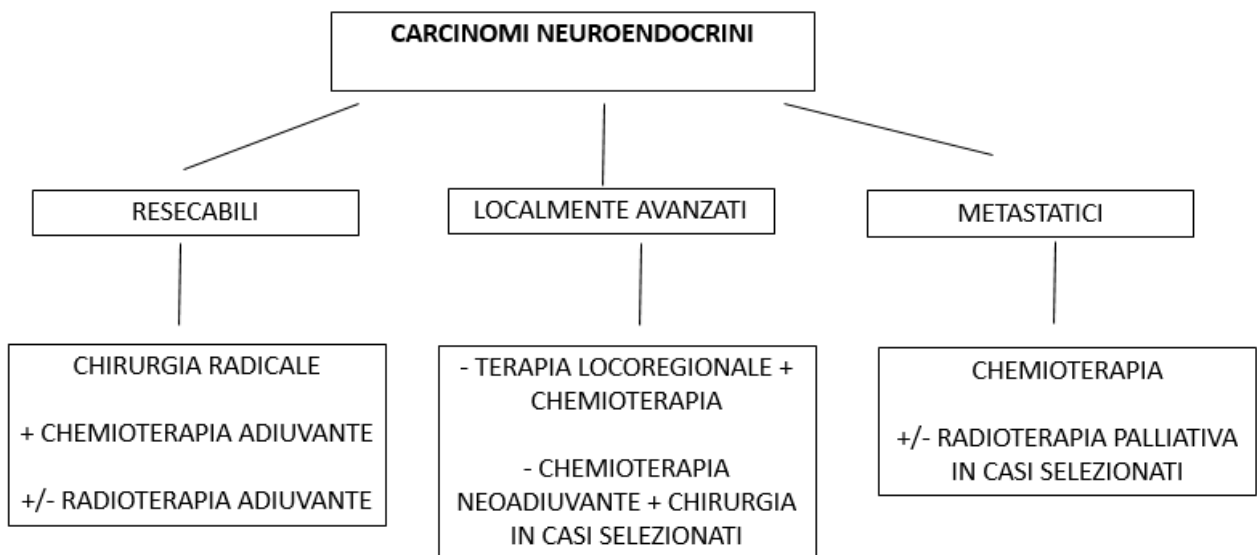 CARCINOMI NEUROENDOCRINI
RESECABILI
LOCALMENTE AVANZATI
METASTATICI
CHIRURGIA RADICALE
+ CHEMIOTERAPIA ADIUVANTE
+/- RADIOTERAPIA ADIUVANTE
- TERAPIA LOCOREGIONALE +
CHEMIOTERAPIA
- CHEMIOTERAPIA
NEOADIUVANTE + CHIRURGIA
IN CASI SELEZIONATI
CHEMIOTERAPIA
+/- RADIOTERAPIA PALLIATIVA
IN CASI SELEZIONATI